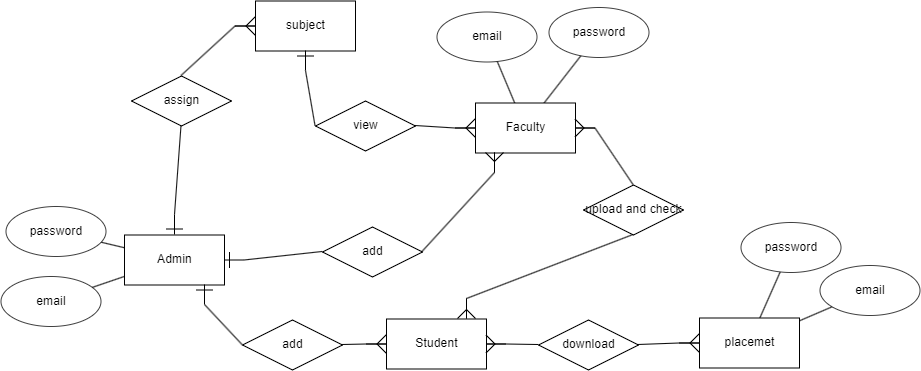 subject
email
password
assign
view
Faculty
upload and check
password
Admin
add
password
email
email
add
Student
download
placemet